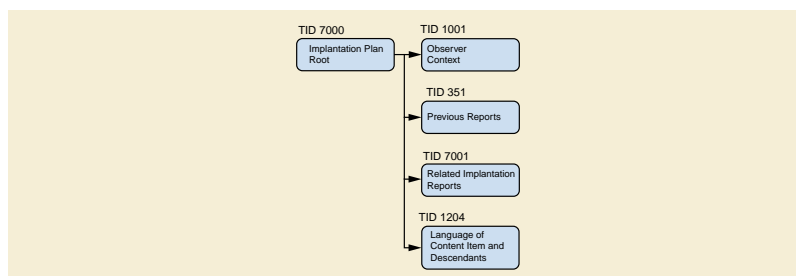 TID 7000
Implantation Plan
Root
TID 1001
Observer
Context
TID 351
Previous Reports
TID 7001
Related Implantation
Reports
TID 1204
Language of
Content Item and
Descendants